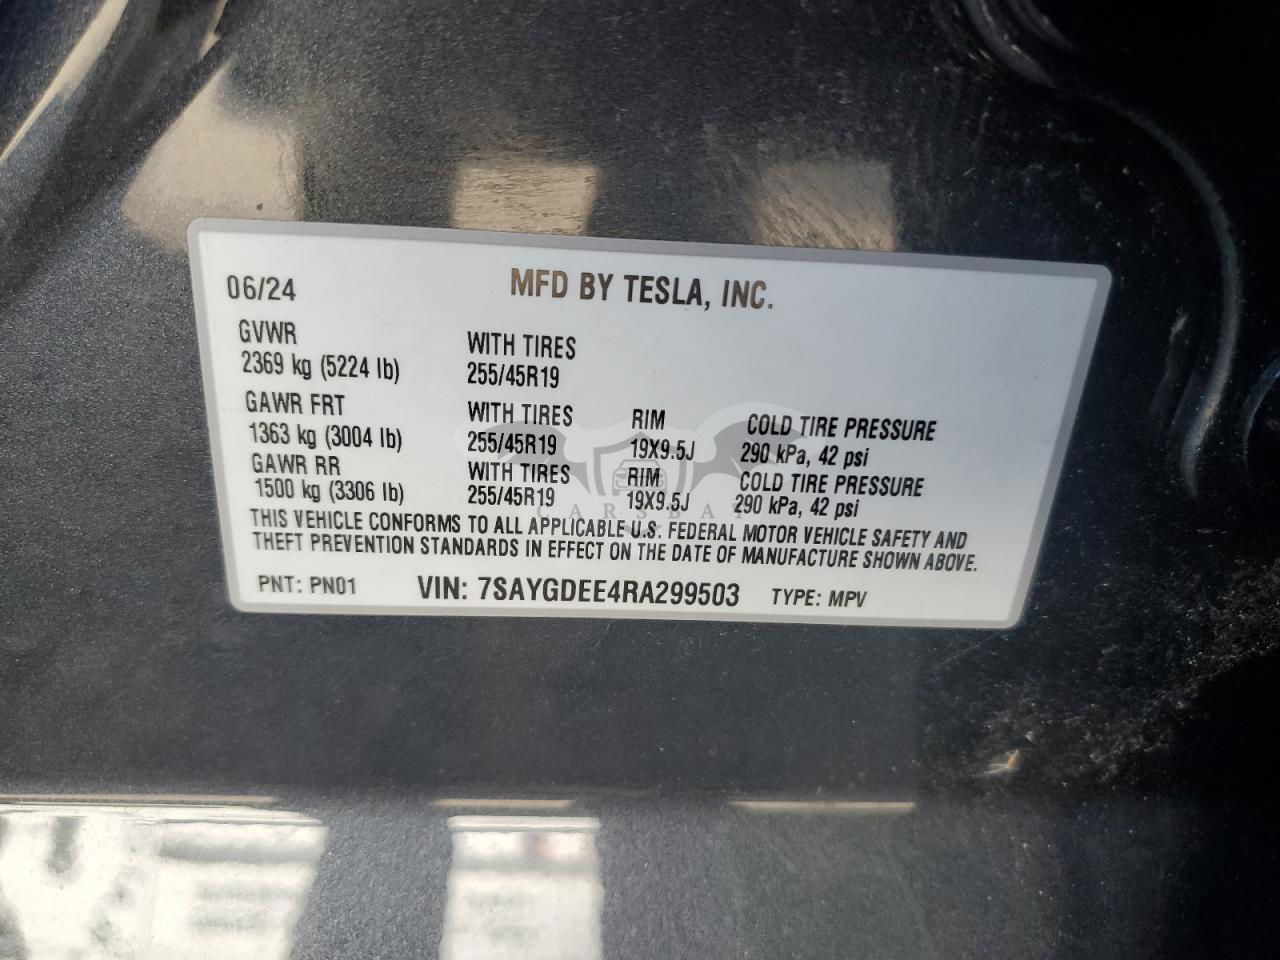 06/24 MFD BY TESLA, INC.
GVWR WITH TIRES
2369 kg (5224 lb) 255/45R19
GAWR FRT WITH TIRES RIM COLD TIRE PRESSURE
1363 kg (3004 lb) 255/45R19 19X9.5J 290 kPa, 42 psi
GAWR RR WITH TIRES RIM COLD TIRE PRESSURE
1500 kg (3306 lb) 255/45R19 19X9.5J 290 kPa, 42 psi
CARSBAY
THIS VEHICLE CONFORMS TO ALL APPLICABLE U.S. FEDERAL MOTOR VEHICLE SAFETY AND
THEFT PREVENTION STANDARDS IN EFFECT ON THE DATE OF MANUFACTURE SHOWN ABOVE.
PNT: PN01 VIN: 7SAYGDEE4RA299503 TYPE: MPV